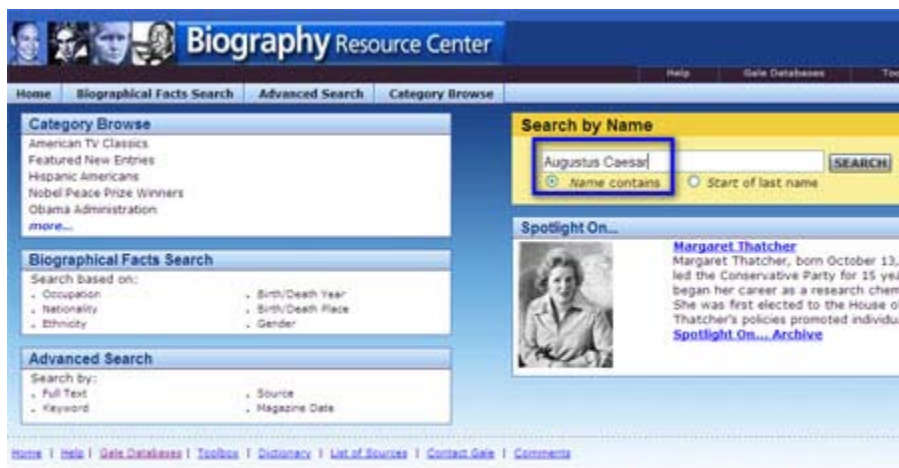 Biography Resource Center
Help Gale Databases
Home Biographical Facts Search Advanced Search Category Browse
Category Browse
American TV Classics
Featured New Entries
Hispanic Americans
Nobel Peace Prize Winners
Obama Administration
more...
Biographical Facts Search
Search based on:
. Occupation
. Nationality
. Ethnicity
. Birth/Death Year
. Birth/Death Place
. Gender
Advanced Search
Search by:
. Full Text
. Keyword
. Source
. Magazine Date
Search by Name
Augustus Caesar SEARCH
Name contains Start of last name
Spotlight On...
Margaret Thatcher
Margaret Thatcher, born October 13,
led the Conservative Party for 15
began her career as a research
She was first elected to the House
Thatcher's policies promoted
Spotlight On... Archive
Home | Help | Gale Databases | Toolbox | Dictionary | List of Sources | Contact Gale | Comments